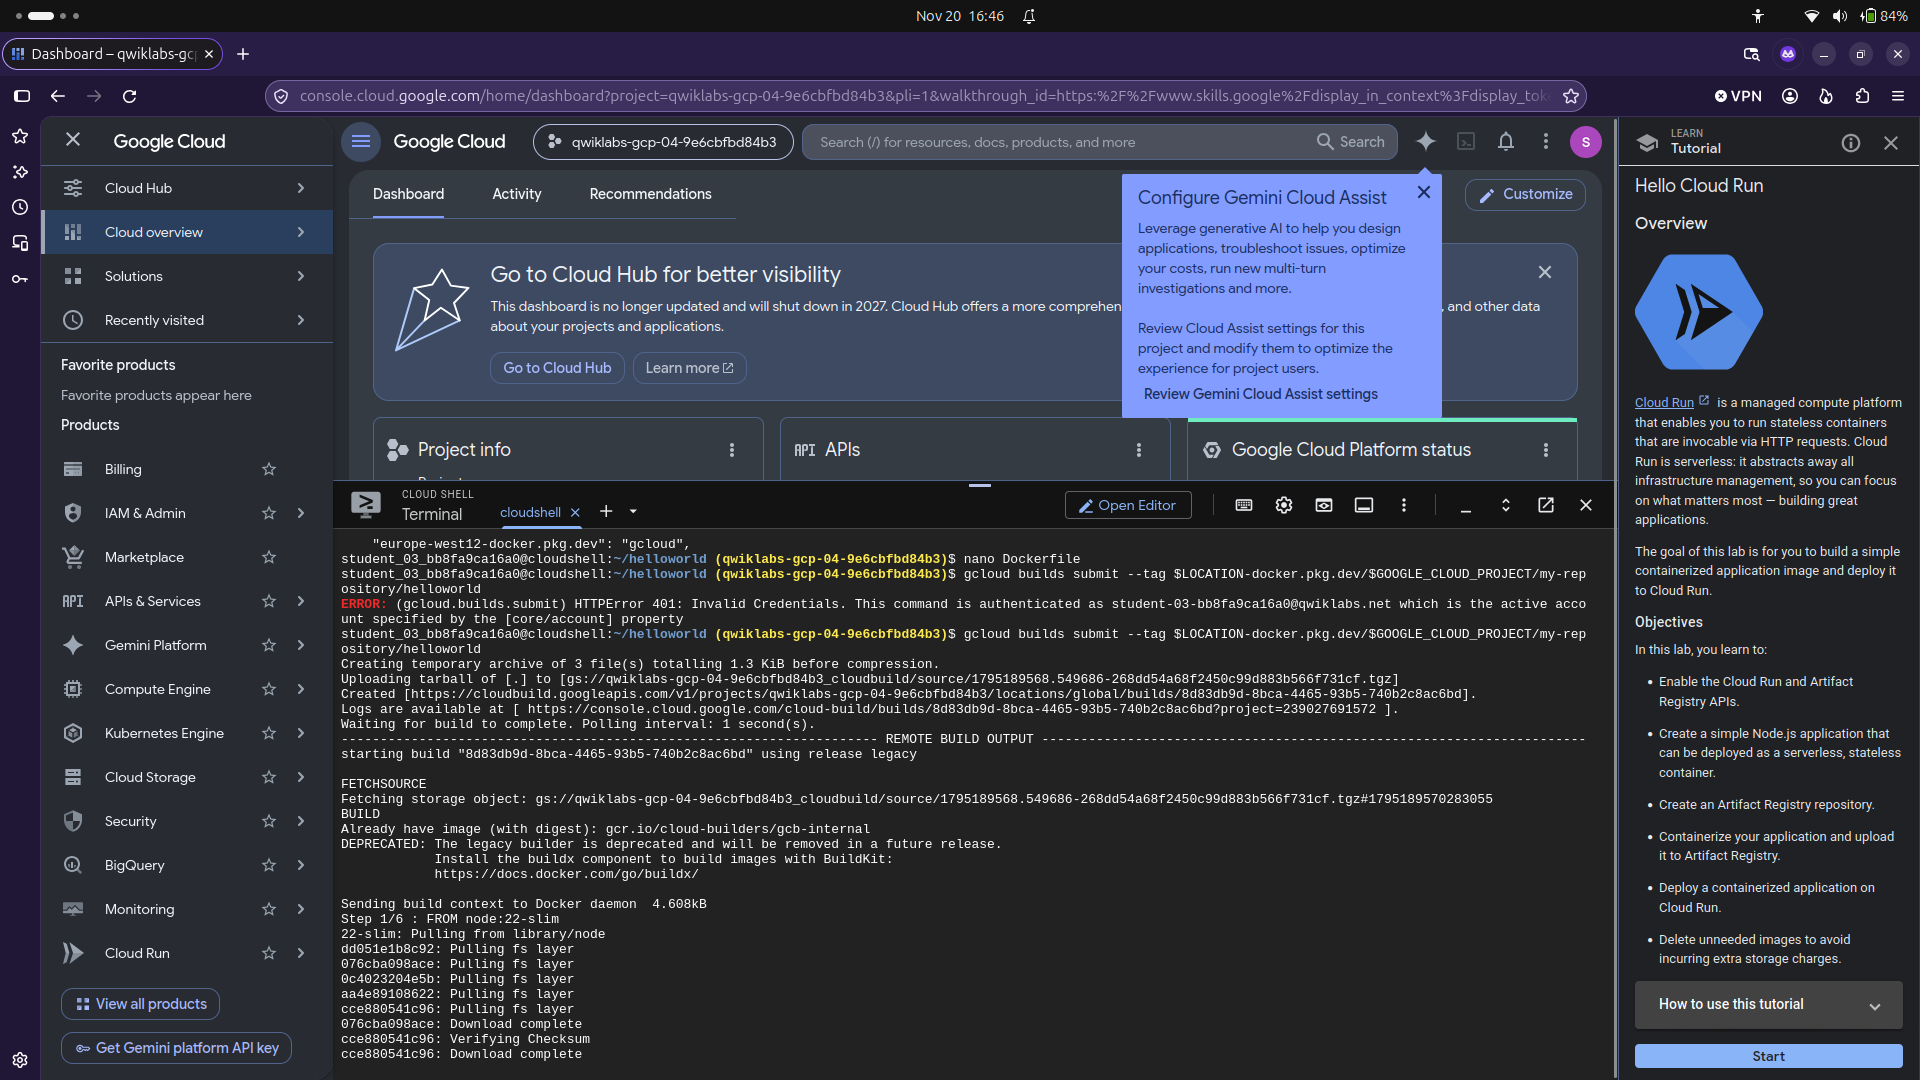 Nov 20 16:46
84%
Dashboard – qwiklabs-gc
console.cloud.google.com/home/dashboard?project=qwiklabs-gcp-04-9e6cbfbd84b3&pli=1&walkthrough_id=https:%2F%2Fwww.skills.google%2Fdisplay_in_context%3Fdisplay_tok
VPN
Google Cloud
Cloud Hub
Cloud overview
Solutions
Recently visited
Favorite products
Favorite products appear here
Products
Billing
IAM & Admin
Marketplace
API APIs & Services
Gemini Platform
Compute Engine
Kubernetes Engine
Cloud Storage
Security
BigQuery
Monitoring
Cloud Run
View all products
Get Gemini platform API key
Google Cloud
qwiklabs-gcp-04-9e6cbfbd84b3
Search (/) for resources, docs, products, and more
Search
S
Dashboard
Activity
Recommendations
Customize
Go to Cloud Hub for better visibility
This dashboard is no longer updated and will shut down in 2027. Cloud Hub offers a more comprehen
, and other data
about your projects and applications.
Go to Cloud Hub
Learn more
Configure Gemini Cloud Assist
Leverage generative AI to help you design
applications, troubleshoot issues, optimize
your costs, run new multi-turn
investigations and more.
Review Cloud Assist settings for this
project and modify them to optimize the
experience for project users.
Review Gemini Cloud Assist settings
Project info
API APIs
Google Cloud Platform status
CLOUD SHELL
Terminal
cloudshell
Open Editor
"europe-west12-docker.pkg.dev": "gcloud",
student_03_bb8fa9ca16a0@cloudshell:~/helloworld (qwiklabs-gcp-04-9e6cbfbd84b3)$ nano Dockerfile
student_03_bb8fa9ca16a0@cloudshell:~/helloworld (qwiklabs-gcp-04-9e6cbfbd84b3)$ gcloud builds submit --tag $LOCATION-docker.pkg.dev/$GOOGLE_CLOUD_PROJECT/my-rep
ository/helloworld
ERROR: (gcloud.builds.submit) HTTPError 401: Invalid Credentials. This command is authenticated as student-03-bb8fa9ca16a0@qwiklabs.net which is the active acco
unt specified by the [core/account] property
student_03_bb8fa9ca16a0@cloudshell:~/helloworld (qwiklabs-gcp-04-9e6cbfbd84b3)$ gcloud builds submit --tag $LOCATION-docker.pkg.dev/$GOOGLE_CLOUD_PROJECT/my-rep
ository/helloworld
Creating temporary archive of 3 file(s) totalling 1.3 KiB before compression.
Uploading tarball of [.] to [gs://qwiklabs-gcp-04-9e6cbfbd84b3_cloudbuild/source/1795189568.549686-268dd54a68f2450c99d883b566f731cf.tgz]
Created [https://cloudbuild.googleapis.com/v1/projects/qwiklabs-gcp-04-9e6cbfbd84b3/locations/global/builds/8d83db9d-8bca-4465-93b5-740b2c8ac6bd].
Logs are available at [ https://console.cloud.google.com/cloud-build/builds/8d83db9d-8bca-4465-93b5-740b2c8ac6bd?project=239027691572 ].
Waiting for build to complete. Polling interval: 1 second(s).
--------------------------------------------------------------------- REMOTE BUILD OUTPUT ----------------------------------------------------------------------
starting build "8d83db9d-8bca-4465-93b5-740b2c8ac6bd" using release legacy
FETCHSOURCE
Fetching storage object: gs://qwiklabs-gcp-04-9e6cbfbd84b3_cloudbuild/source/1795189568.549686-268dd54a68f2450c99d883b566f731cf.tgz#1795189570283055
BUILD
Already have image (with digest): gcr.io/cloud-builders/gcb-internal
DEPRECATED: The legacy builder is deprecated and will be removed in a future release.
Install the buildx component to build images with BuildKit:
https://docs.docker.com/go/buildx/
Sending build context to Docker daemon  4.608kB
Step 1/6 : FROM node:22-slim
22-slim: Pulling from library/node
dd051e1b8c92: Pulling fs layer
076cba098ace: Pulling fs layer
0c4023204e5b: Pulling fs layer
aa4e89108622: Pulling fs layer
cce880541c96: Pulling fs layer
076cba098ace: Download complete
cce880541c96: Verifying Checksum
cce880541c96: Download complete
LEARN
Tutorial
Hello Cloud Run
Overview
Cloud Run is a managed compute platform
that enables you to run stateless containers
that are invocable via HTTP requests. Cloud
Run is serverless: it abstracts away all
infrastructure management, so you can focus
on what matters most — building great
applications.
The goal of this lab is for you to build a simple
containerized application image and deploy it
to Cloud Run.
Objectives
In this lab, you learn to:
• Enable the Cloud Run and Artifact
Registry APIs.
• Create a simple Node.js application that
can be deployed as a serverless, stateless
container.
• Create an Artifact Registry repository.
• Containerize your application and upload
it to Artifact Registry.
• Deploy a containerized application on
Cloud Run.
• Delete unneeded images to avoid
incurring extra storage charges.
How to use this tutorial
Start